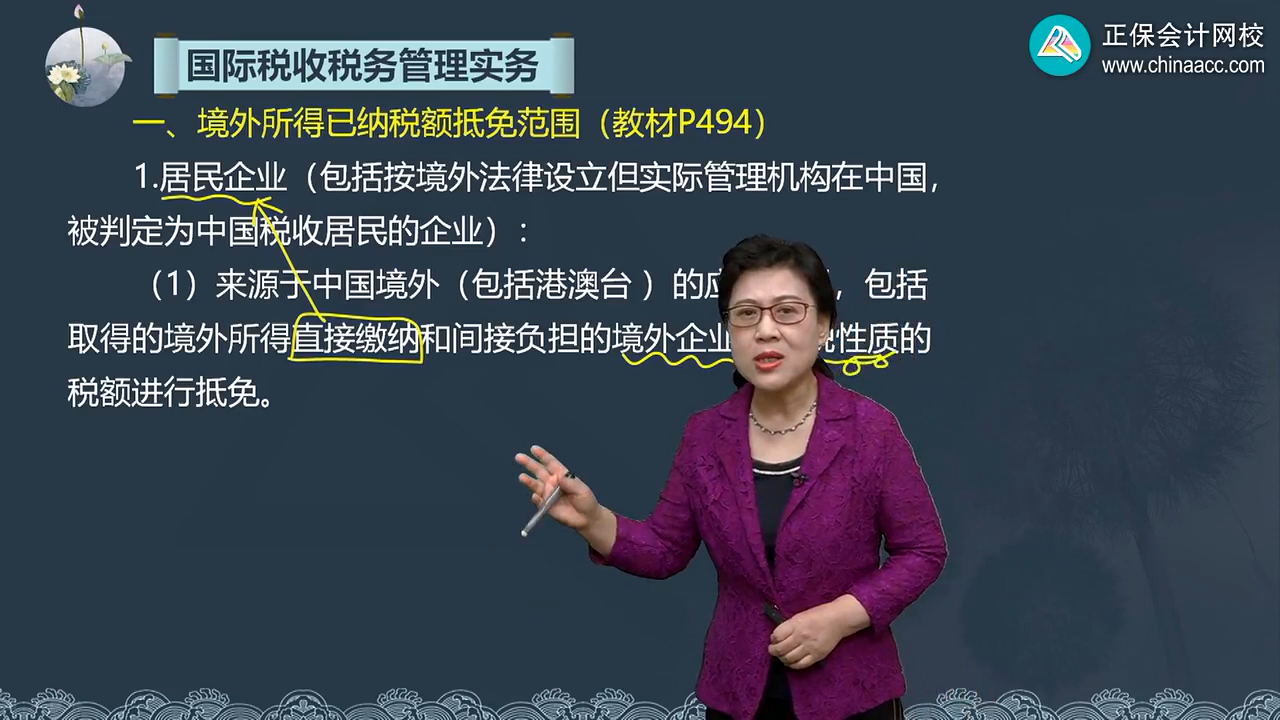 正保会计网校
www.chinaacc.com
国际税收税务管理实务
一、境外所得已纳税额抵免范围（教材P494）
1.居民企业（包括按境外法律设立但实际管理机构在中国，
被判定为中国税收居民的企业）：
（1）来源于中国境外（包括港澳台 ）的应 ，包括
取得的境外所得直接缴纳和间接负担的境外企业 性质的
税额进行抵免。